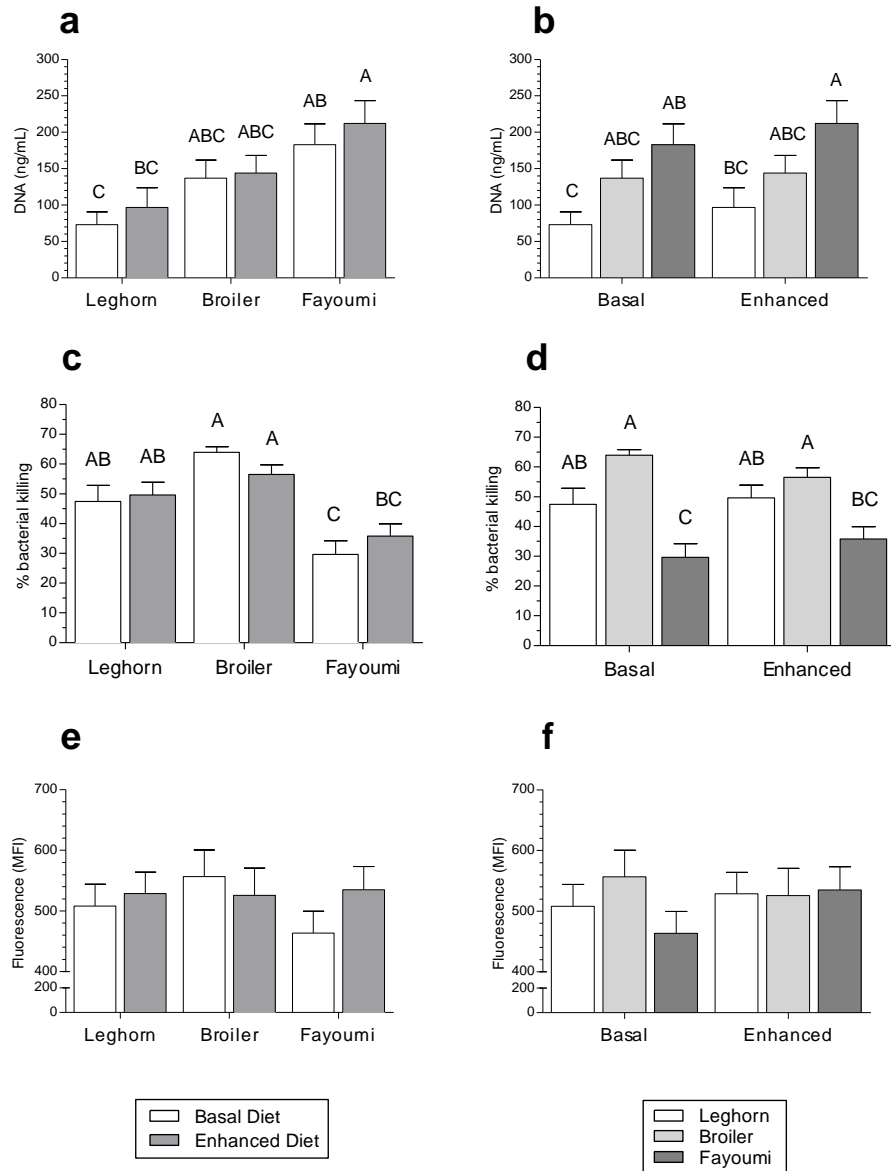 a
300
250
200
150
100
50
0
DNA (ng/mL)
C
BC
ABC
ABC
AB
A
Leghorn
Broiler
Fayoumi
b
300
250
200
150
100
50
0
DNA (ng/mL)
C
ABC
AB
BC
ABC
A
Basal
Enhanced
c
80
70
60
50
40
30
20
10
0
% bacterial killing
AB
AB
A
A
C
BC
Leghorn
Broiler
Fayoumi
d
80
70
60
50
40
30
20
10
0
% bacterial killing
AB
A
C
AB
A
BC
Basal
Enhanced
e
700
600
500
400
200
0
Fluorescence (MFI)
Leghorn
Broiler
Fayoumi
f
700
600
500
400
200
0
Fluorescence (MFI)
Basal
Enhanced
Basal Diet
Enhanced Diet
Leghorn
Broiler
Fayoumi